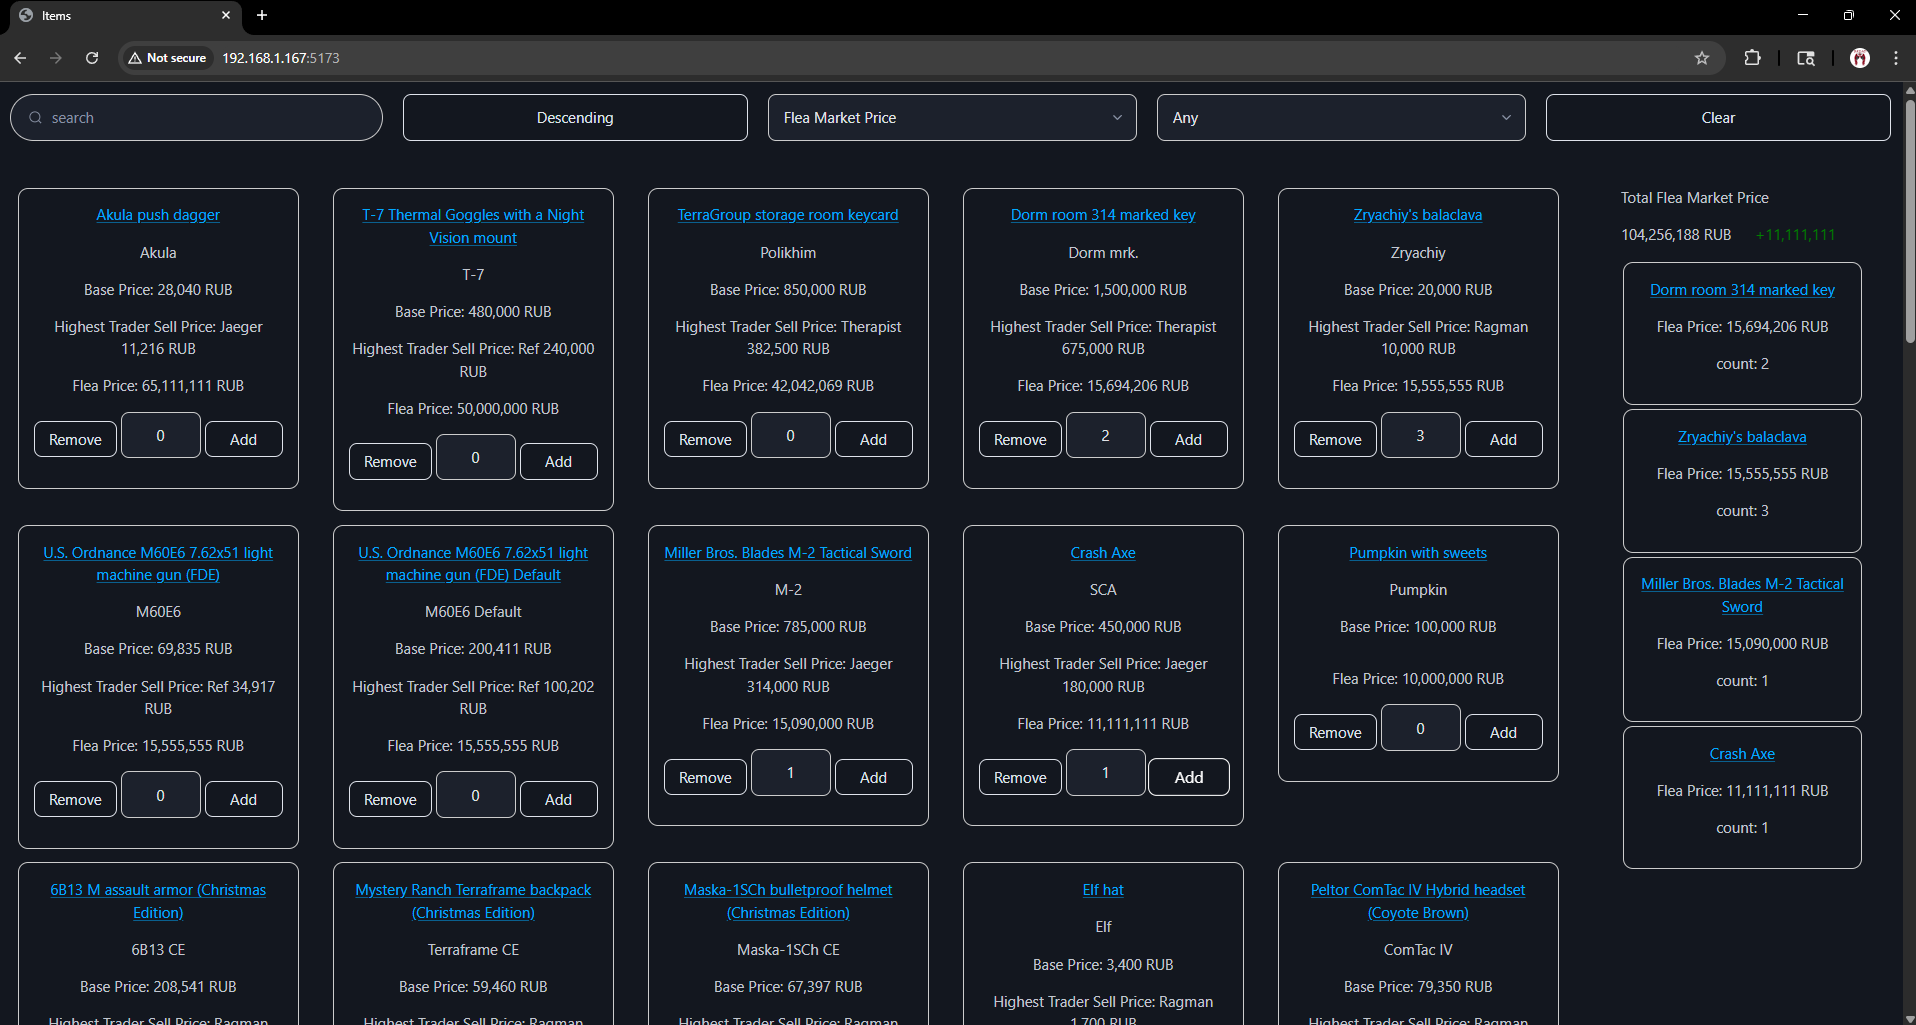 Items
Not secure
192.168.1.167:5173
search
Descending
Flea Market Price
Any
Clear
Akula push dagger
Akula
Base Price: 28,040 RUB
Highest Trader Sell Price: Jaeger
11,216 RUB
Flea Price: 65,111,111 RUB
Remove
0
Add
T-7 Thermal Goggles with a Night
Vision mount
T-7
Base Price: 480,000 RUB
Highest Trader Sell Price: Ref 240,000
RUB
Flea Price: 50,000,000 RUB
Remove
0
Add
TerraGroup storage room keycard
Polikhim
Base Price: 850,000 RUB
Highest Trader Sell Price: Therapist
382,500 RUB
Flea Price: 42,042,069 RUB
Remove
0
Add
Dorm room 314 marked key
Dorm mrk.
Base Price: 1,500,000 RUB
Highest Trader Sell Price: Therapist
675,000 RUB
Flea Price: 15,694,206 RUB
Remove
2
Add
Zryachiy's balaclava
Zryachiy
Base Price: 20,000 RUB
Highest Trader Sell Price: Ragman
10,000 RUB
Flea Price: 15,555,555 RUB
Remove
3
Add
U.S. Ordnance M60E6 7.62x51 light
machine gun (FDE)
M60E6
Base Price: 69,835 RUB
Highest Trader Sell Price: Ref 34,917
RUB
Flea Price: 15,555,555 RUB
Remove
0
Add
U.S. Ordnance M60E6 7.62x51 light
machine gun (FDE) Default
M60E6 Default
Base Price: 200,411 RUB
Highest Trader Sell Price: Ref 100,202
RUB
Flea Price: 15,555,555 RUB
Remove
0
Add
Miller Bros. Blades M-2 Tactical Sword
M-2
Base Price: 785,000 RUB
Highest Trader Sell Price: Jaeger
314,000 RUB
Flea Price: 15,090,000 RUB
Remove
1
Add
Crash Axe
SCA
Base Price: 450,000 RUB
Highest Trader Sell Price: Jaeger
180,000 RUB
Flea Price: 11,111,111 RUB
Remove
1
Add
Pumpkin with sweets
Pumpkin
Base Price: 100,000 RUB
Flea Price: 10,000,000 RUB
Remove
0
Add
6B13 M assault armor (Christmas
Edition)
6B13 CE
Base Price: 208,541 RUB
Highest Trader Sell Price: Ragman
Mystery Ranch Terraframe backpack
(Christmas Edition)
Terraframe CE
Base Price: 59,460 RUB
Highest Trader Sell Price: Ragman
Maska-1SCh bulletproof helmet
(Christmas Edition)
Maska-1SCh CE
Base Price: 67,397 RUB
Highest Trader Sell Price: Ragman
Elf hat
Elf
Base Price: 3,400 RUB
Highest Trader Sell Price: Ragman
1,700 RUB
Peltor ComTac IV Hybrid headset
(Coyote Brown)
ComTac IV
Base Price: 79,350 RUB
Highest Trader Sell Price: Ragman
Total Flea Market Price
104,256,188 RUB +11,111,111
Dorm room 314 marked key
Flea Price: 15,694,206 RUB
count: 2
Zryachiy's balaclava
Flea Price: 15,555,555 RUB
count: 3
Miller Bros. Blades M-2 Tactical
Sword
Flea Price: 15,090,000 RUB
count: 1
Crash Axe
Flea Price: 11,111,111 RUB
count: 1